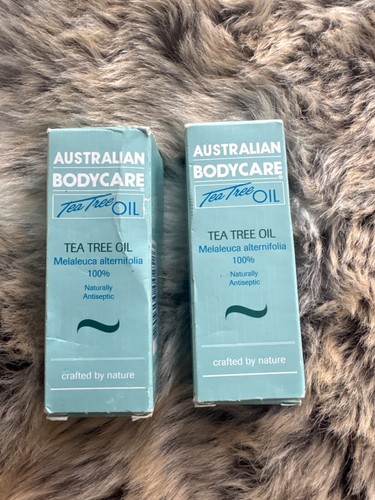 AUSTRALIAN
BODYCARE
Tea Tree OIL
TEA TREE OIL
Melaleuca alternifolia
100%
Naturally
Antiseptic
crafted by nature
AUSTRALIAN
BODYCARE
Tea Tree OIL
TEA TREE OIL
Melaleuca alternifolia
100%
Naturally
Antiseptic
crafted by nature